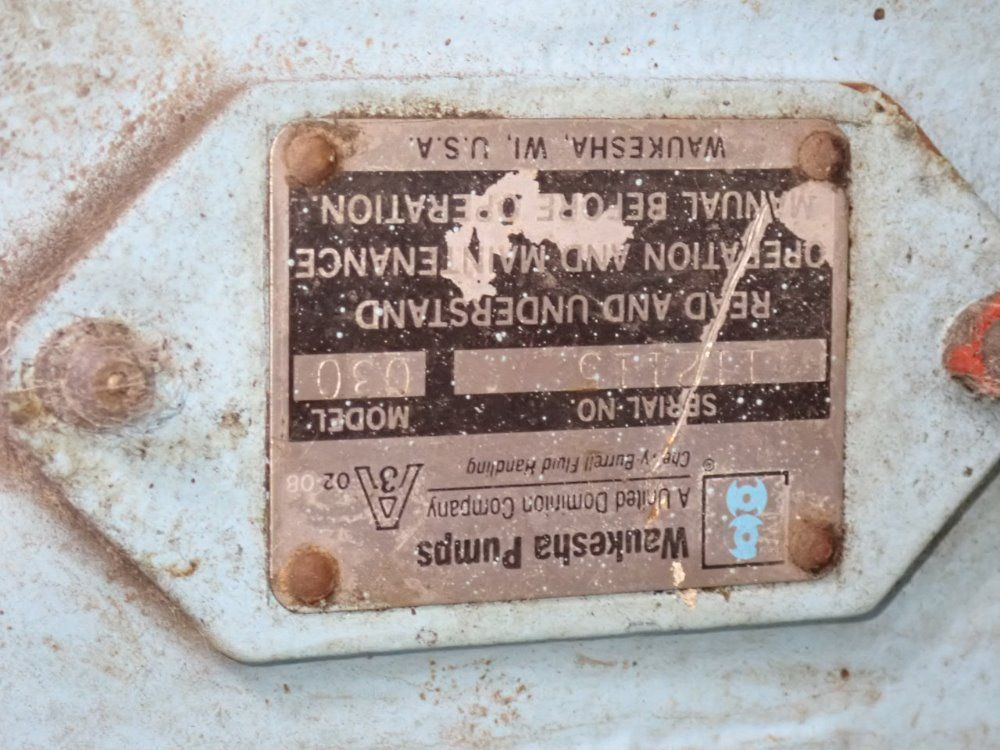 Waukesha Pumps
A United Dominion Company
© Cherry-Burrell Fluid Handling
3A 02-08
SERIAL NO. MODEL
030
READ AND UNDERSTAND
OPERATION AND MAINTENANCE
MANUAL BEFORE OPERATION.
WAUKESHA, WI, U.S.A.